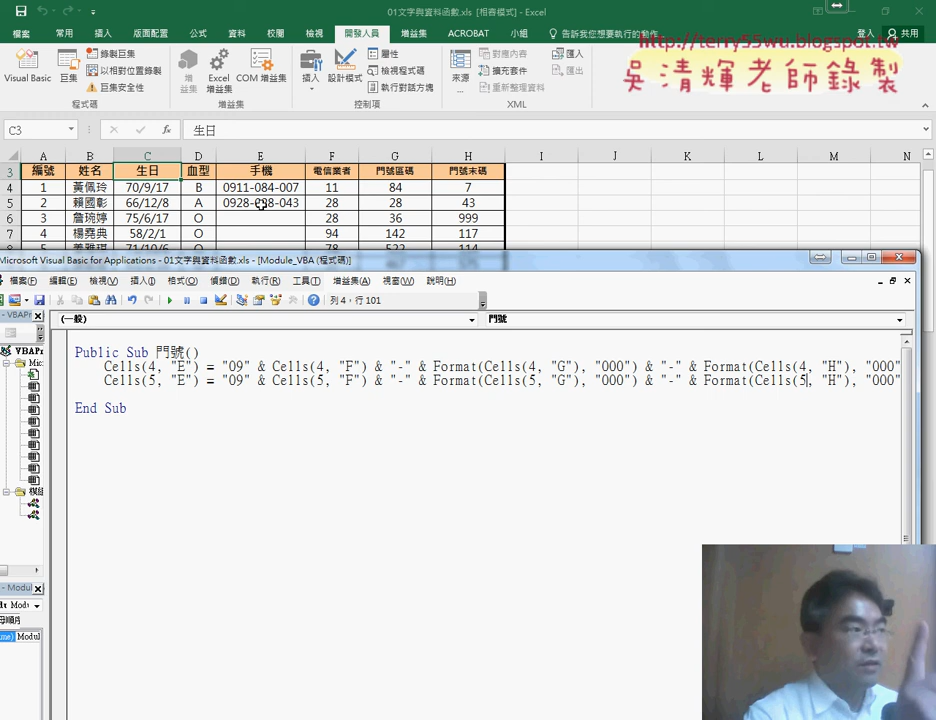 01文字與資料函數.xls [相容模式] - Excel
檔案 常用 插入 版面配置 公式 資料 校閱 檢視 開發人員 增益集 ACROBAT 小組 告訴我您想要執行的動作 登入 共用
http://terry55wu.blogspot.tw
吳清輝老師錄製
Visual Basic 巨集 錄製巨集 以相對位置錄製 巨集安全性
增益集 Excel 增益集 COM 增益集
插入 設計模式 屬性 檢視程式碼 執行對話方塊
來源 對應內容 擴充套件 重新整理資料 匯入 匯出
程式碼 增益集 控制項 XML
C3 fx 生日
A B C D E F G H I J K L M N
3 編號 姓名 生日 血型 手機 電信業者 門號區碼 門號末碼
4 1 黃佩玲 70/9/17 B 0911-084-007 11 84 7
5 2 賴國彰 66/12/8 A 0928-028-043 28 28 43
6 3 詹琬婷 75/6/17 O 28 36 999
7 4 楊堯典 58/2/1 O 94 142 117
Microsoft Visual Basic for Applications - 01文字與資料函數.xls - [Module_VBA (程式碼)]
檔案(F) 編輯(E) 檢視(V) 插入(I) 格式(O) 偵錯(D) 執行(R) 工具(T) 增益集(A) 視窗(W) 說明(H)
列 4，行 101
- VBAPr
(一般) 門號
VBAPr
Public Sub 門號()
Cells(4, "E") = "09" & Cells(4, "F") & "-" & Format(Cells(4, "G"), "000") & "-" & Format(Cells(4, "H"), "000"
Cells(5, "E") = "09" & Cells(5, "F") & "-" & Format(Cells(5, "G"), "000") & "-" & Format(Cells(5, "H"), "000"
End Sub